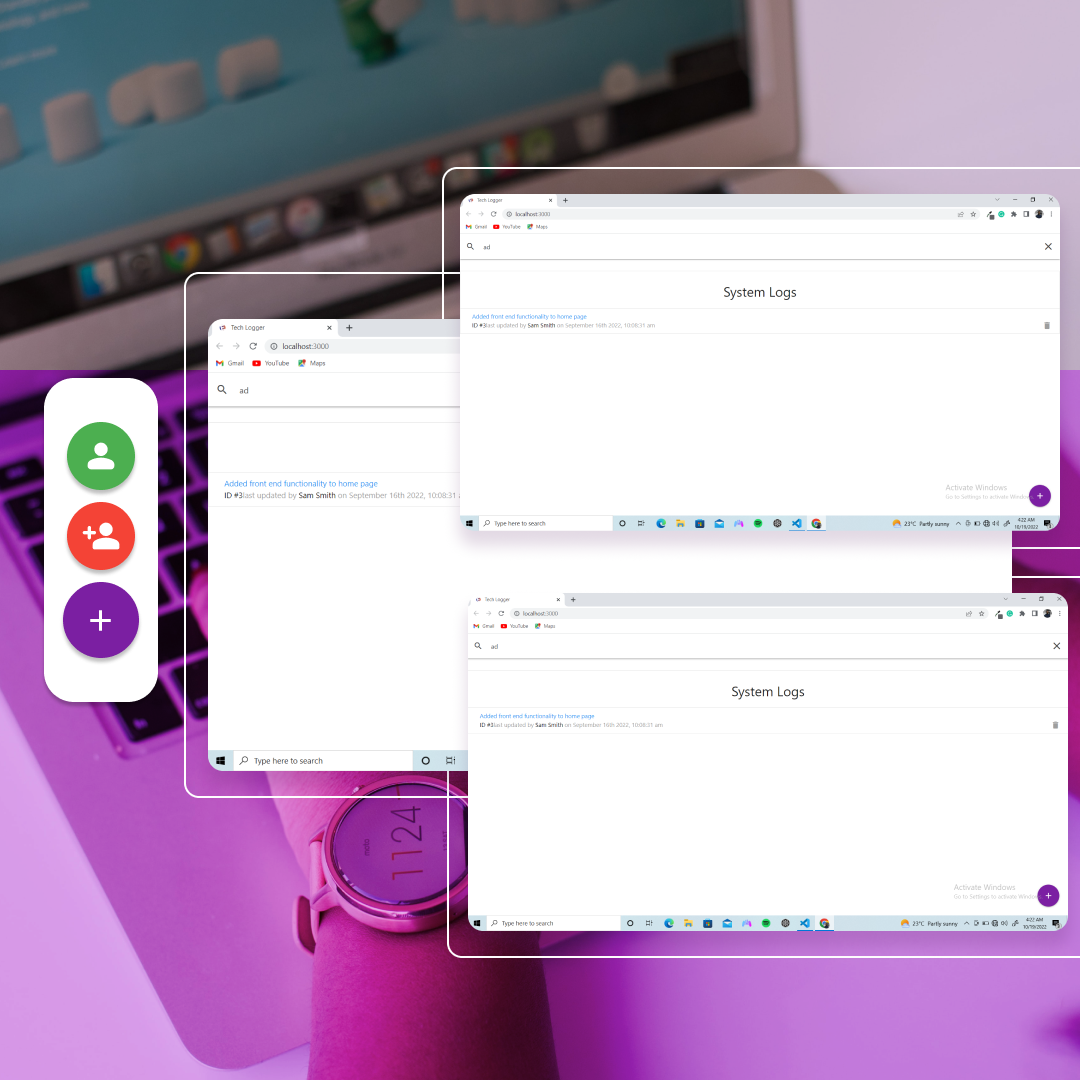 Tech Logger
localhost:3000
Gmail YouTube Maps
ad
System Logs
Added front end functionality to home page
ID #3last updated by Sam Smith on September 16th 2022, 10:08:31 am
Activate Windows
Go to Settings to activate Windows
Type here to search
23°C Partly sunny
4:22 AM
10/19/2022
Tech Logger
localhost:3000
Gmail YouTube Maps
ad
Added front end functionality to home page
ID #3last updated by Sam Smith on September 16th 2022, 10:08:31
Type here to search
Tech Logger
localhost:3000
Gmail YouTube Maps
ad
System Logs
Added front end functionality to home page
ID #3last updated by Sam Smith on September 16th 2022, 10:08:31 am
Activate Windows
Go to Settings to activate Windows
Type here to search
23°C Partly sunny
4:22 AM
10/19/2022
1124